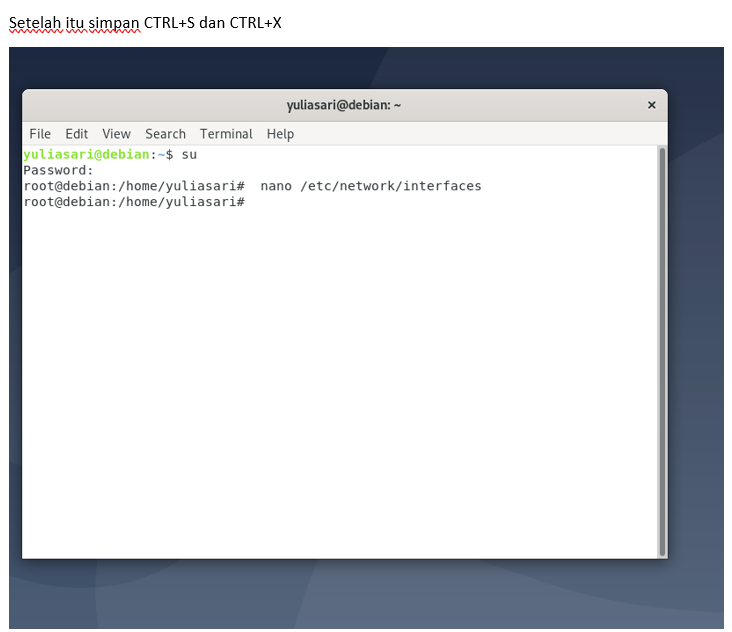 Setelah itu simpan CTRL+S dan CTRL+X
yuliasari@debian: ~
×
File Edit View Search Terminal Help
yuliasari@debian:~$ su
Password:
root@debian:/home/yuliasari#  nano /etc/network/interfaces
root@debian:/home/yuliasari#